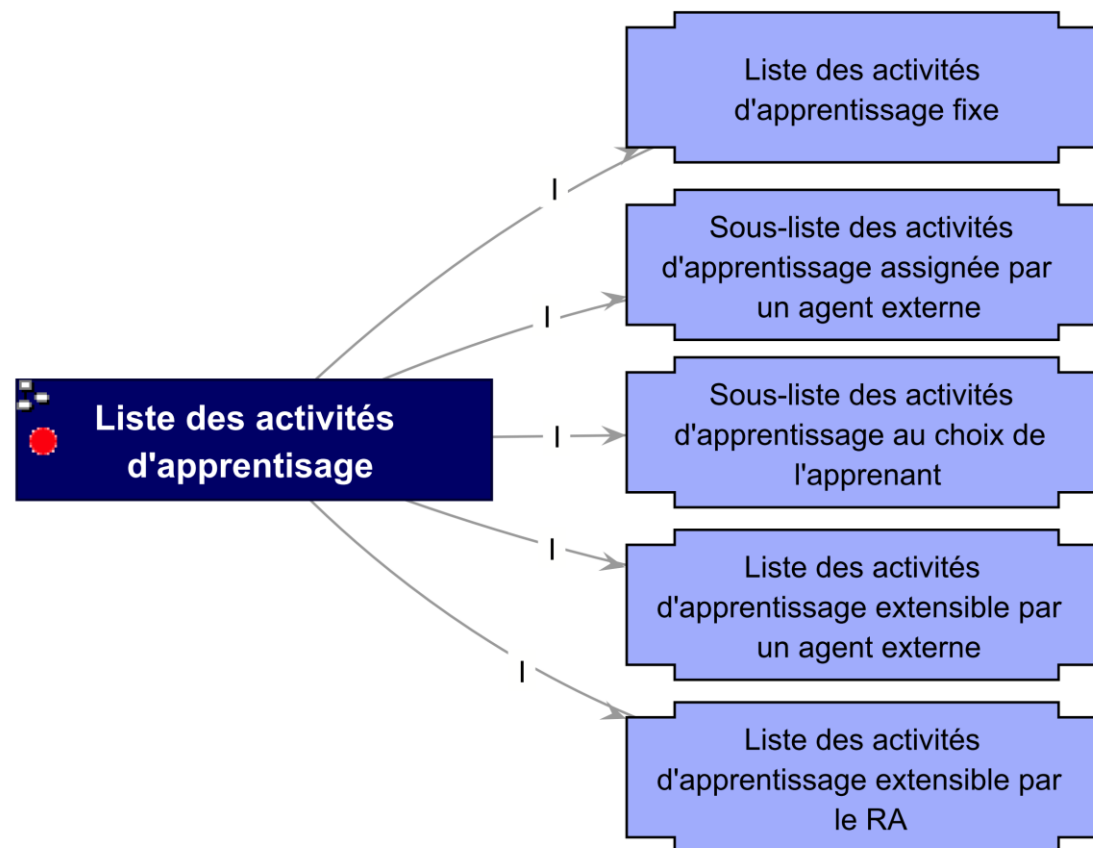 Liste des activités
d'apprentissage fixe
I
Sous-liste des activités
d'apprentissage assignée par
un agent externe
I
Liste des activités
d'apprentisage
I
Sous-liste des activités
d'apprentissage au choix de
l'apprenant
I
Liste des activités
d'apprentissage extensible par
un agent externe
I
Liste des activités
d'apprentissage extensible par
le RA